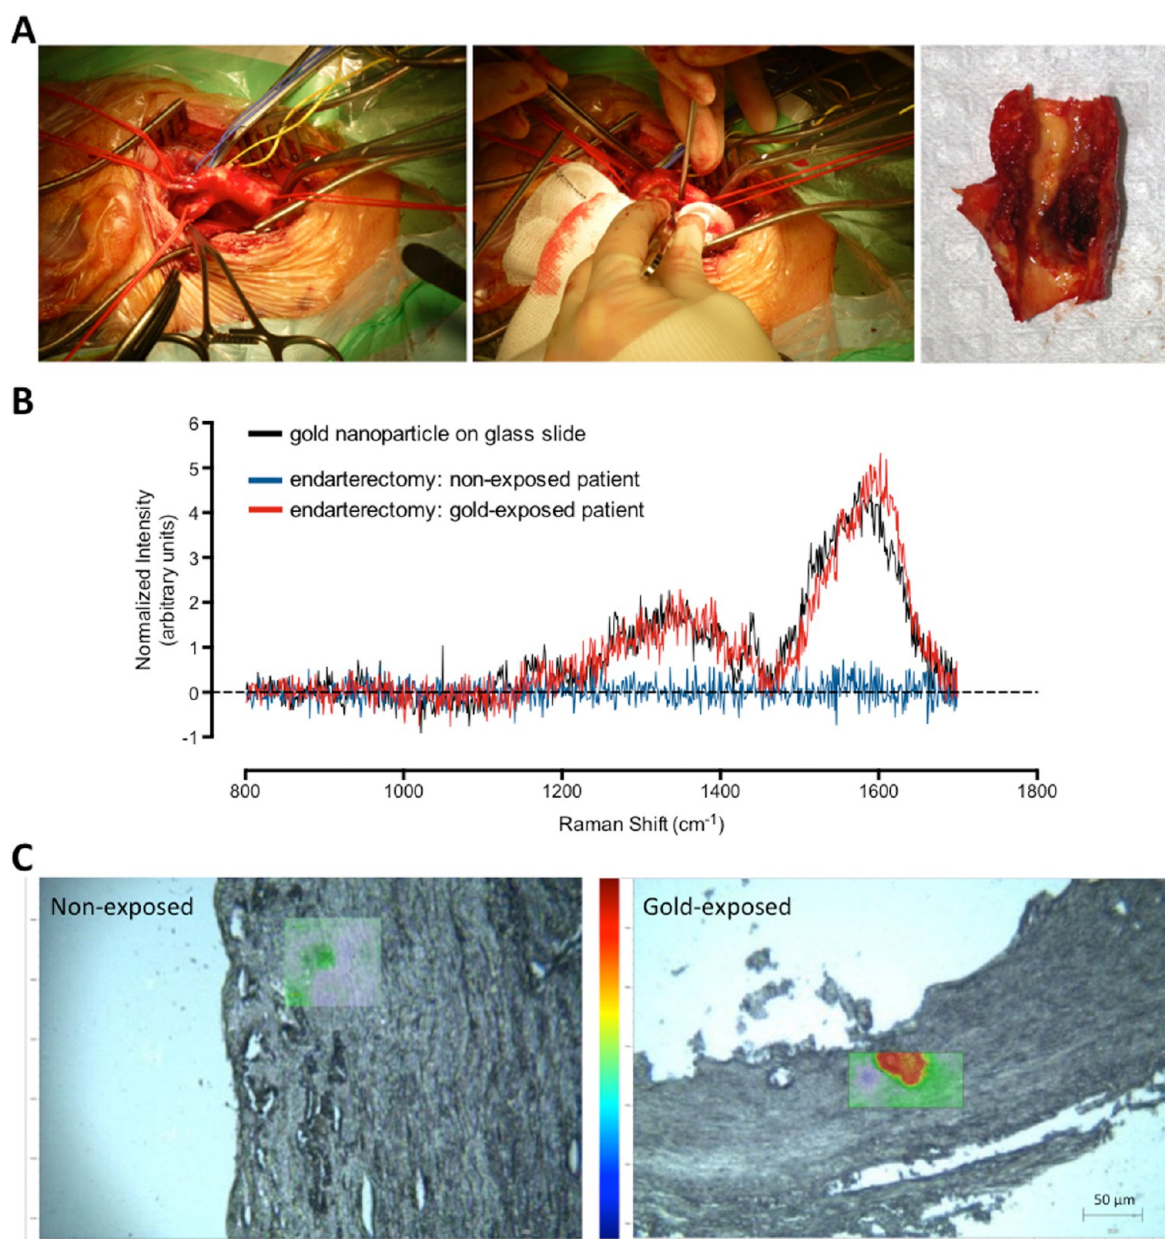 A
B
6
5
4
3
2
1
0
-1
Normalized Intensity
(arbitrary units)
gold nanoparticle on glass slide
endarterectomy: non-exposed patient
endarterectomy: gold-exposed patient
800
1000
1200
1400
1600
1800
Raman Shift (cm⁻¹)
C
Non-exposed
Gold-exposed
50 µm